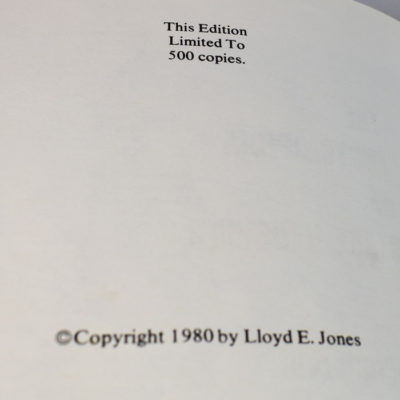 This Edition
Limited To
500 copies.
©Copyright 1980 by Lloyd E. Jones